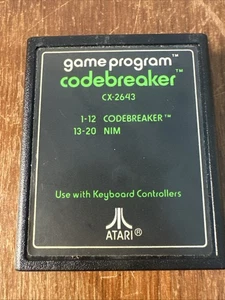 game program™
codebreaker™
CX-2643
1-12 CODEBREAKER™
13-20 NIM
Use with Keyboard Controllers
ATARI®